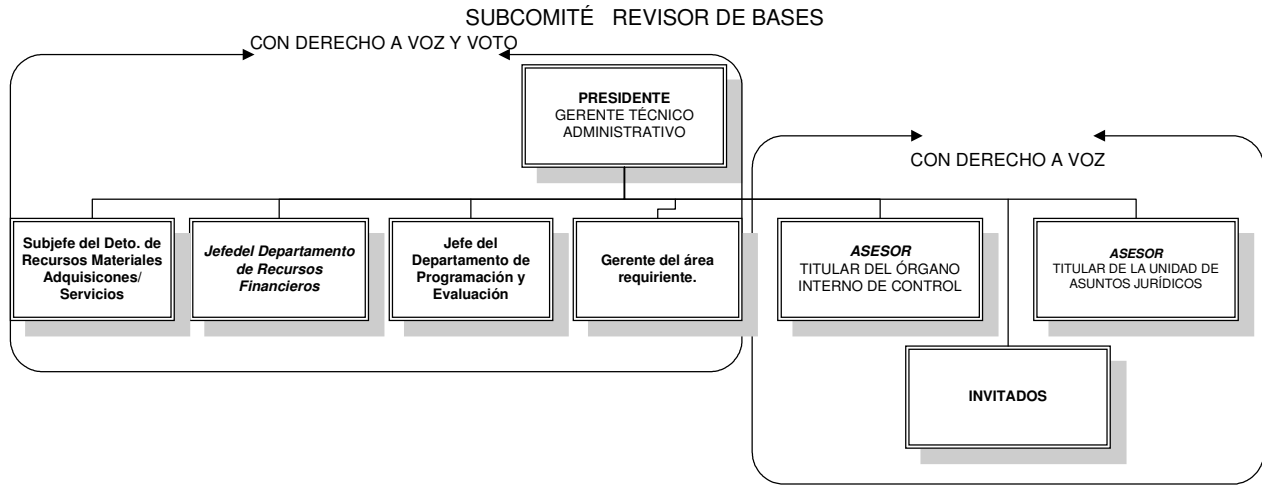 SUBCOMITÉ REVISOR DE BASES
CON DERECHO A VOZ Y VOTO
PRESIDENTE
GERENTE TÉCNICO
ADMINISTRATIVO
CON DERECHO A VOZ
Subjefe del Deto. de
Recursos Materiales
Adquisicones/
Servicios
Jefedel Departamento
de Recursos
Financieros
Jefe del
Departamento de
Programación y
Evaluación
Gerente del área
requiriente.
ASESOR
TITULAR DEL ÓRGANO
INTERNO DE CONTROL
ASESOR
TITULAR DE LA UNIDAD DE
ASUNTOS JURÍDICOS
INVITADOS